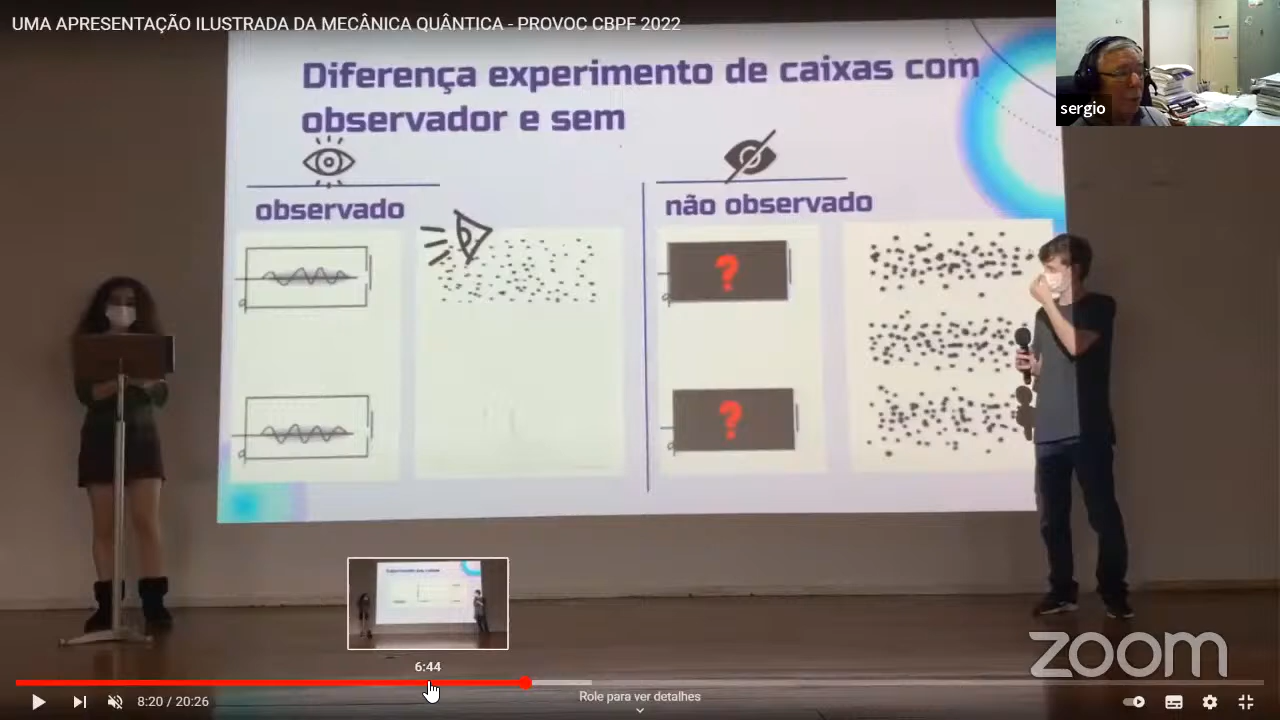 UMA APRESENTAÇÃO ILUSTRADA DA MECÂNICA QUÂNTICA - PROVOC CBPF 2022
sergio
Diferença experimento de caixas com
observador e sem
observado
não observado
?
?
zoom
6:44
8:20 / 20:26
Role para ver detalhes